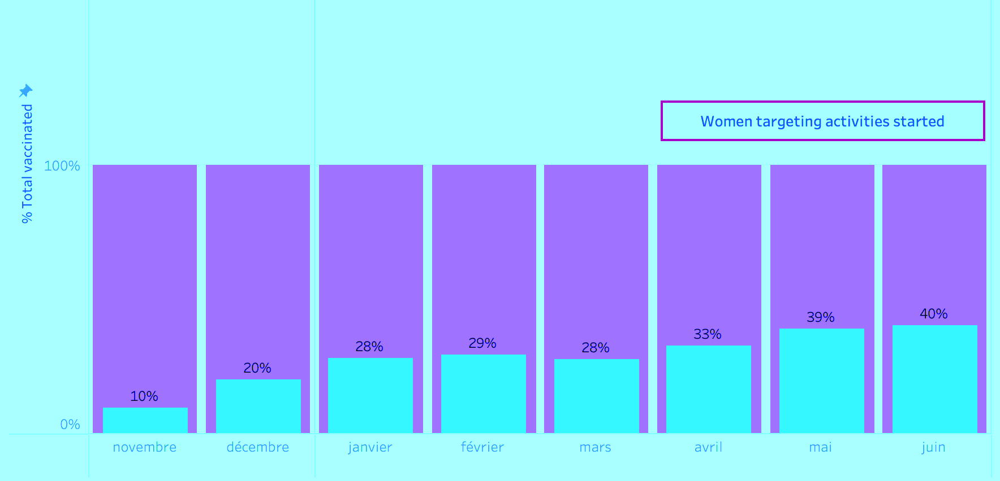 % Total vaccinated
Women targeting activities started
100%
0%
10%
20%
28%
29%
28%
33%
39%
40%
novembre
décembre
janvier
février
mars
avril
mai
juin